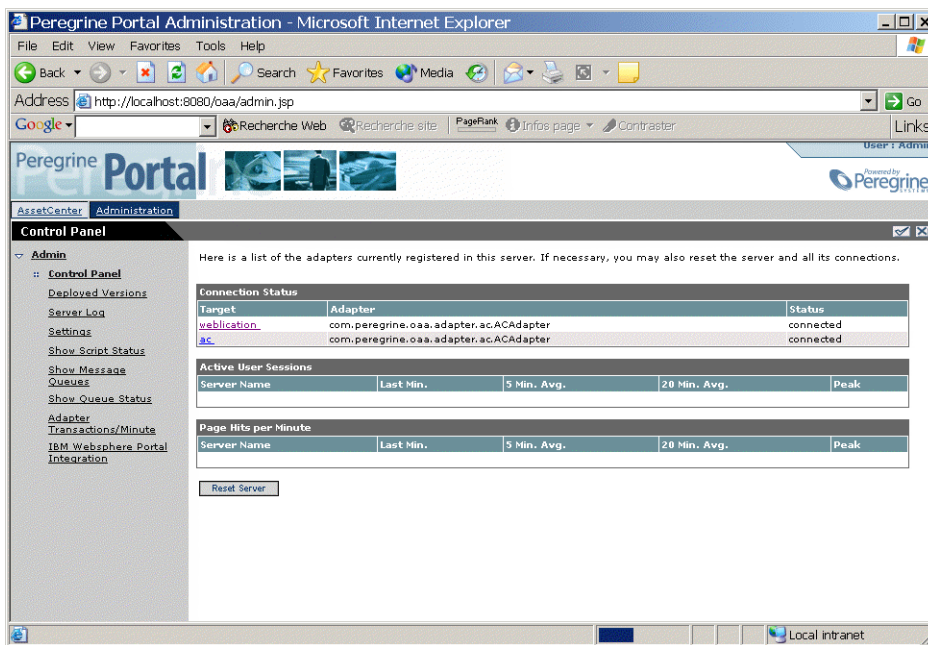 Peregrine Portal Administration - Microsoft Internet Explorer
File Edit View Favorites Tools Help
Back Search Favorites Media
Address http://localhost:8080/oaa/admin.jsp Go
Google Recherche Web Recherche site PageRank Infos page Contraster Links
User : Admi
Peregrine Portal
Powered by
Peregrine
SYSTEMS
AssetCenter Administration
Control Panel
Admin
Control Panel
Deployed Versions
Server Log
Settings
Show Script Status
Show Message
Queues
Show Queue Status
Adapter
Transactions/Minute
IBM Websphere Portal
Integration
Here is a list of the adapters currently registered in this server. If necessary, you may also reset the server and all its connections.
Connection Status
Target Adapter Status
weblication com.peregrine.oaa.adapter.ac.ACAdapter connected
ac com.peregrine.oaa.adapter.ac.ACAdapter connected
Active User Sessions
Server Name Last Min. 5 Min. Avg. 20 Min. Avg. Peak
Page Hits per Minute
Server Name Last Min. 5 Min. Avg. 20 Min. Avg. Peak
Reset Server
Local intranet